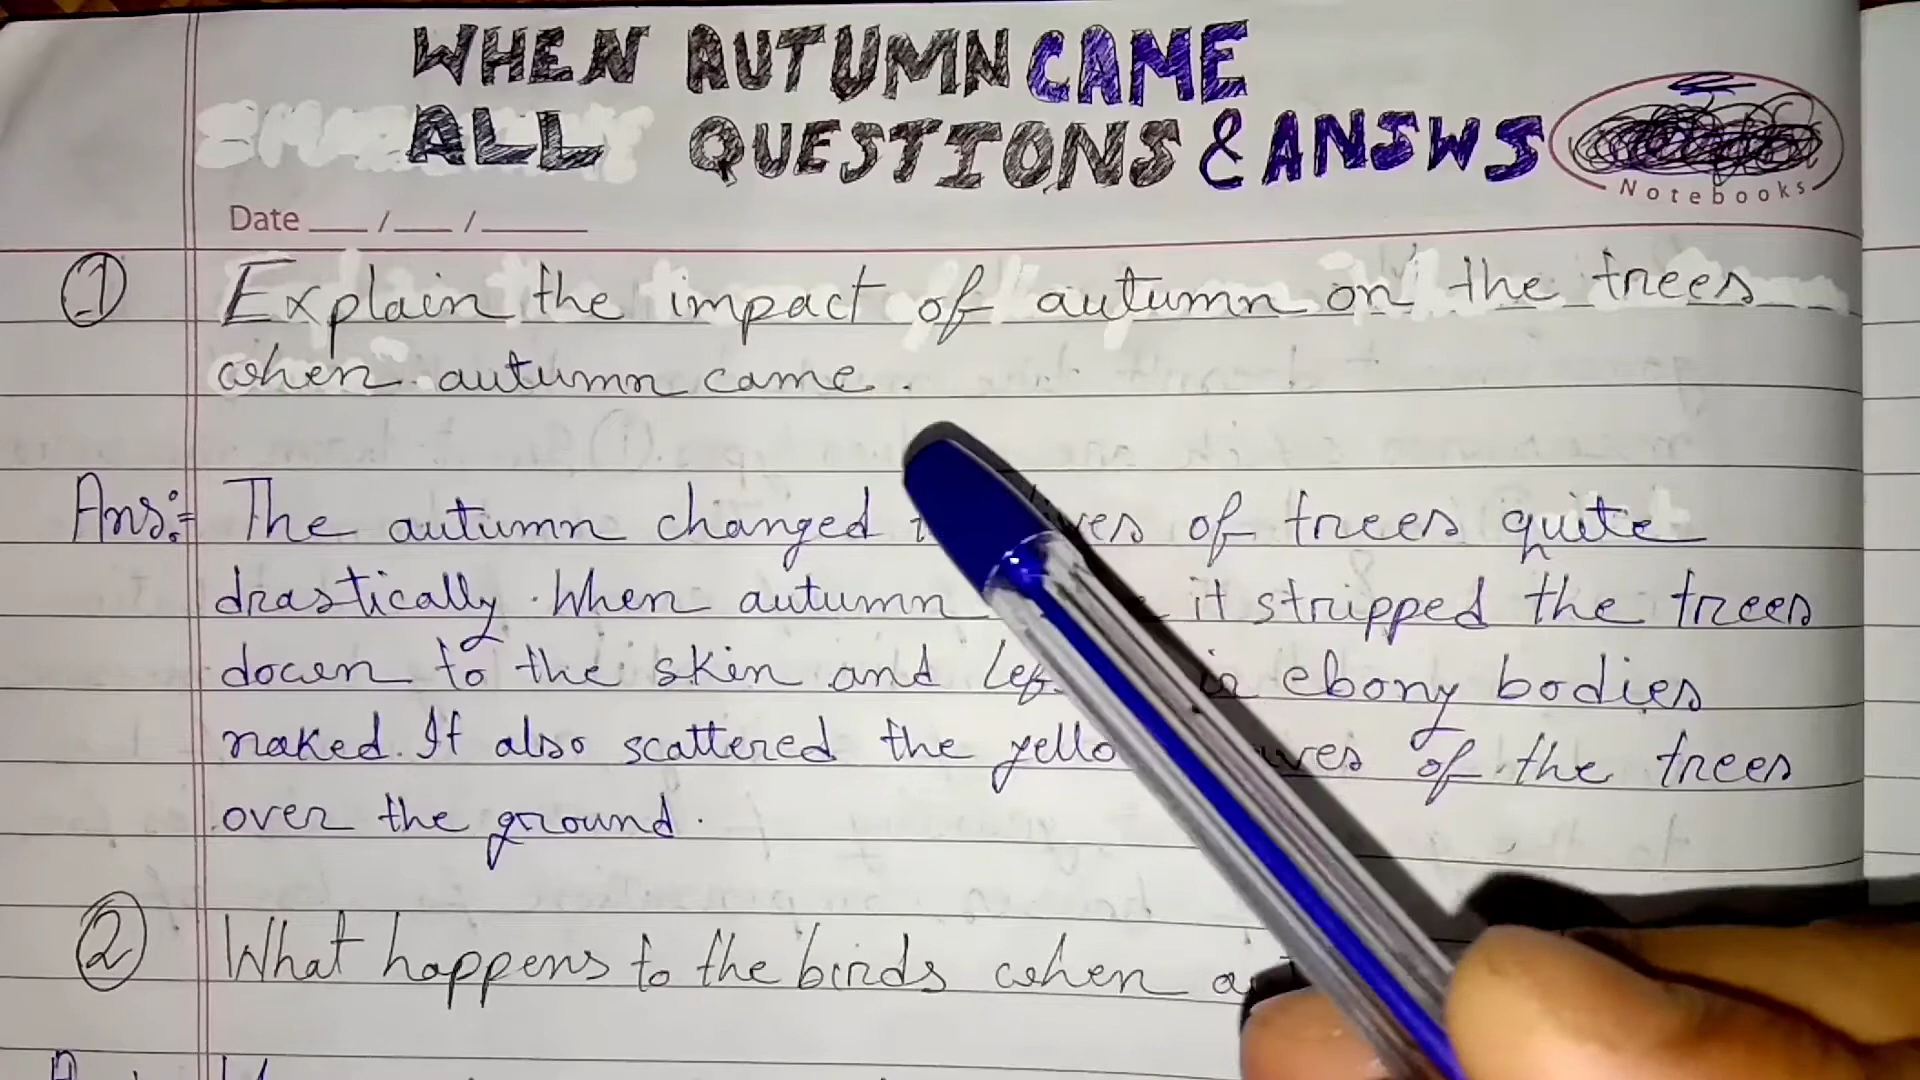 WHEN AUTUMN CAME
ALL QUESTIONS & ANSWS
Notebooks
Date __ / __ / ____
① Explain the impact of autumn on the trees
when autumn came.
Ans:= The autumn changed of trees quite
drastically. When autumn it stripped the trees
down to the skin and ebony bodies
naked. It also scattered the of the trees
over the ground.
② What happens to the birds when